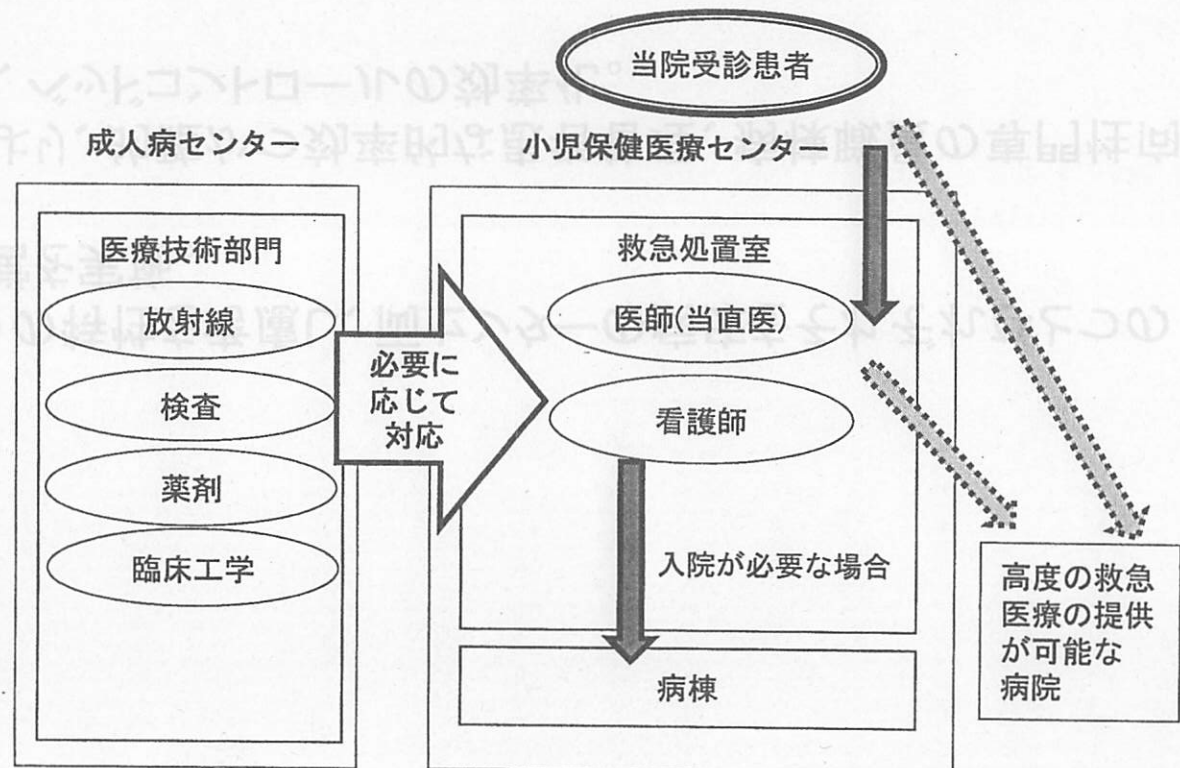 当院受診患者
成人病センター
小児保健医療センター
医療技術部門
放射線
検査
薬剤
臨床工学
必要に
応じて
対応
救急処置室
医師(当直医)
看護師
入院が必要な場合
病棟
高度の救急
医療の提供
が可能な
病院